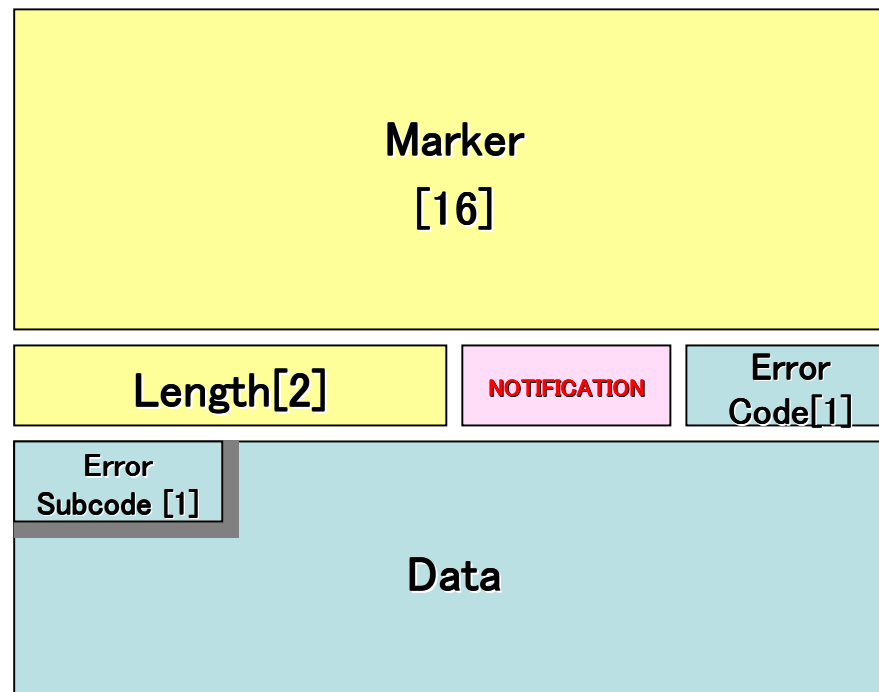 Marker
[16]
Length[2]
NOTIFICATION
Error
Code[1]
Error
Subcode [1]
Data